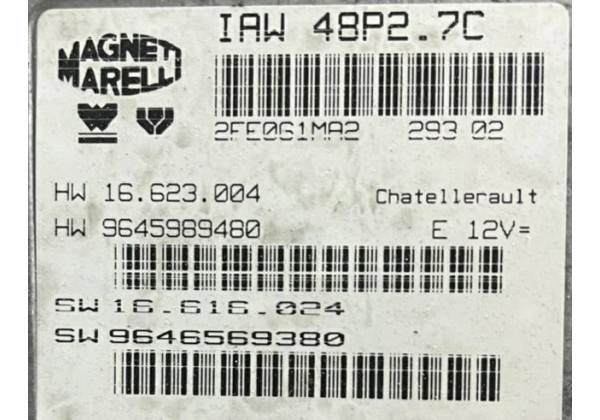 IAW 48P2.7C
MAGNETI
MARELLI
2FE0G1MA2 293 02
HW 16.623.004 Chatellerault
HW 9645989480 E 12V=
SW 16.616.024
SW 9646569380